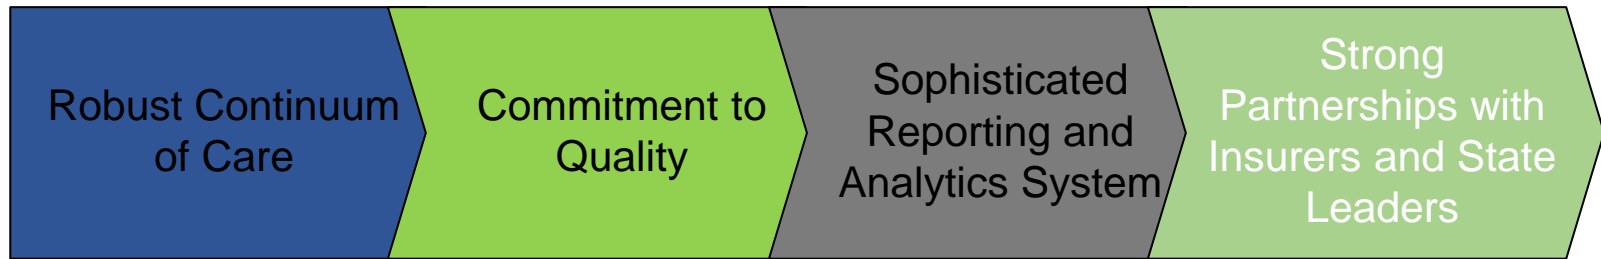 Robust Continuum
of Care
Commitment to
Quality
Sophisticated
Reporting and
Analytics System
Strong
Partnerships with
Insurers and State
Leaders